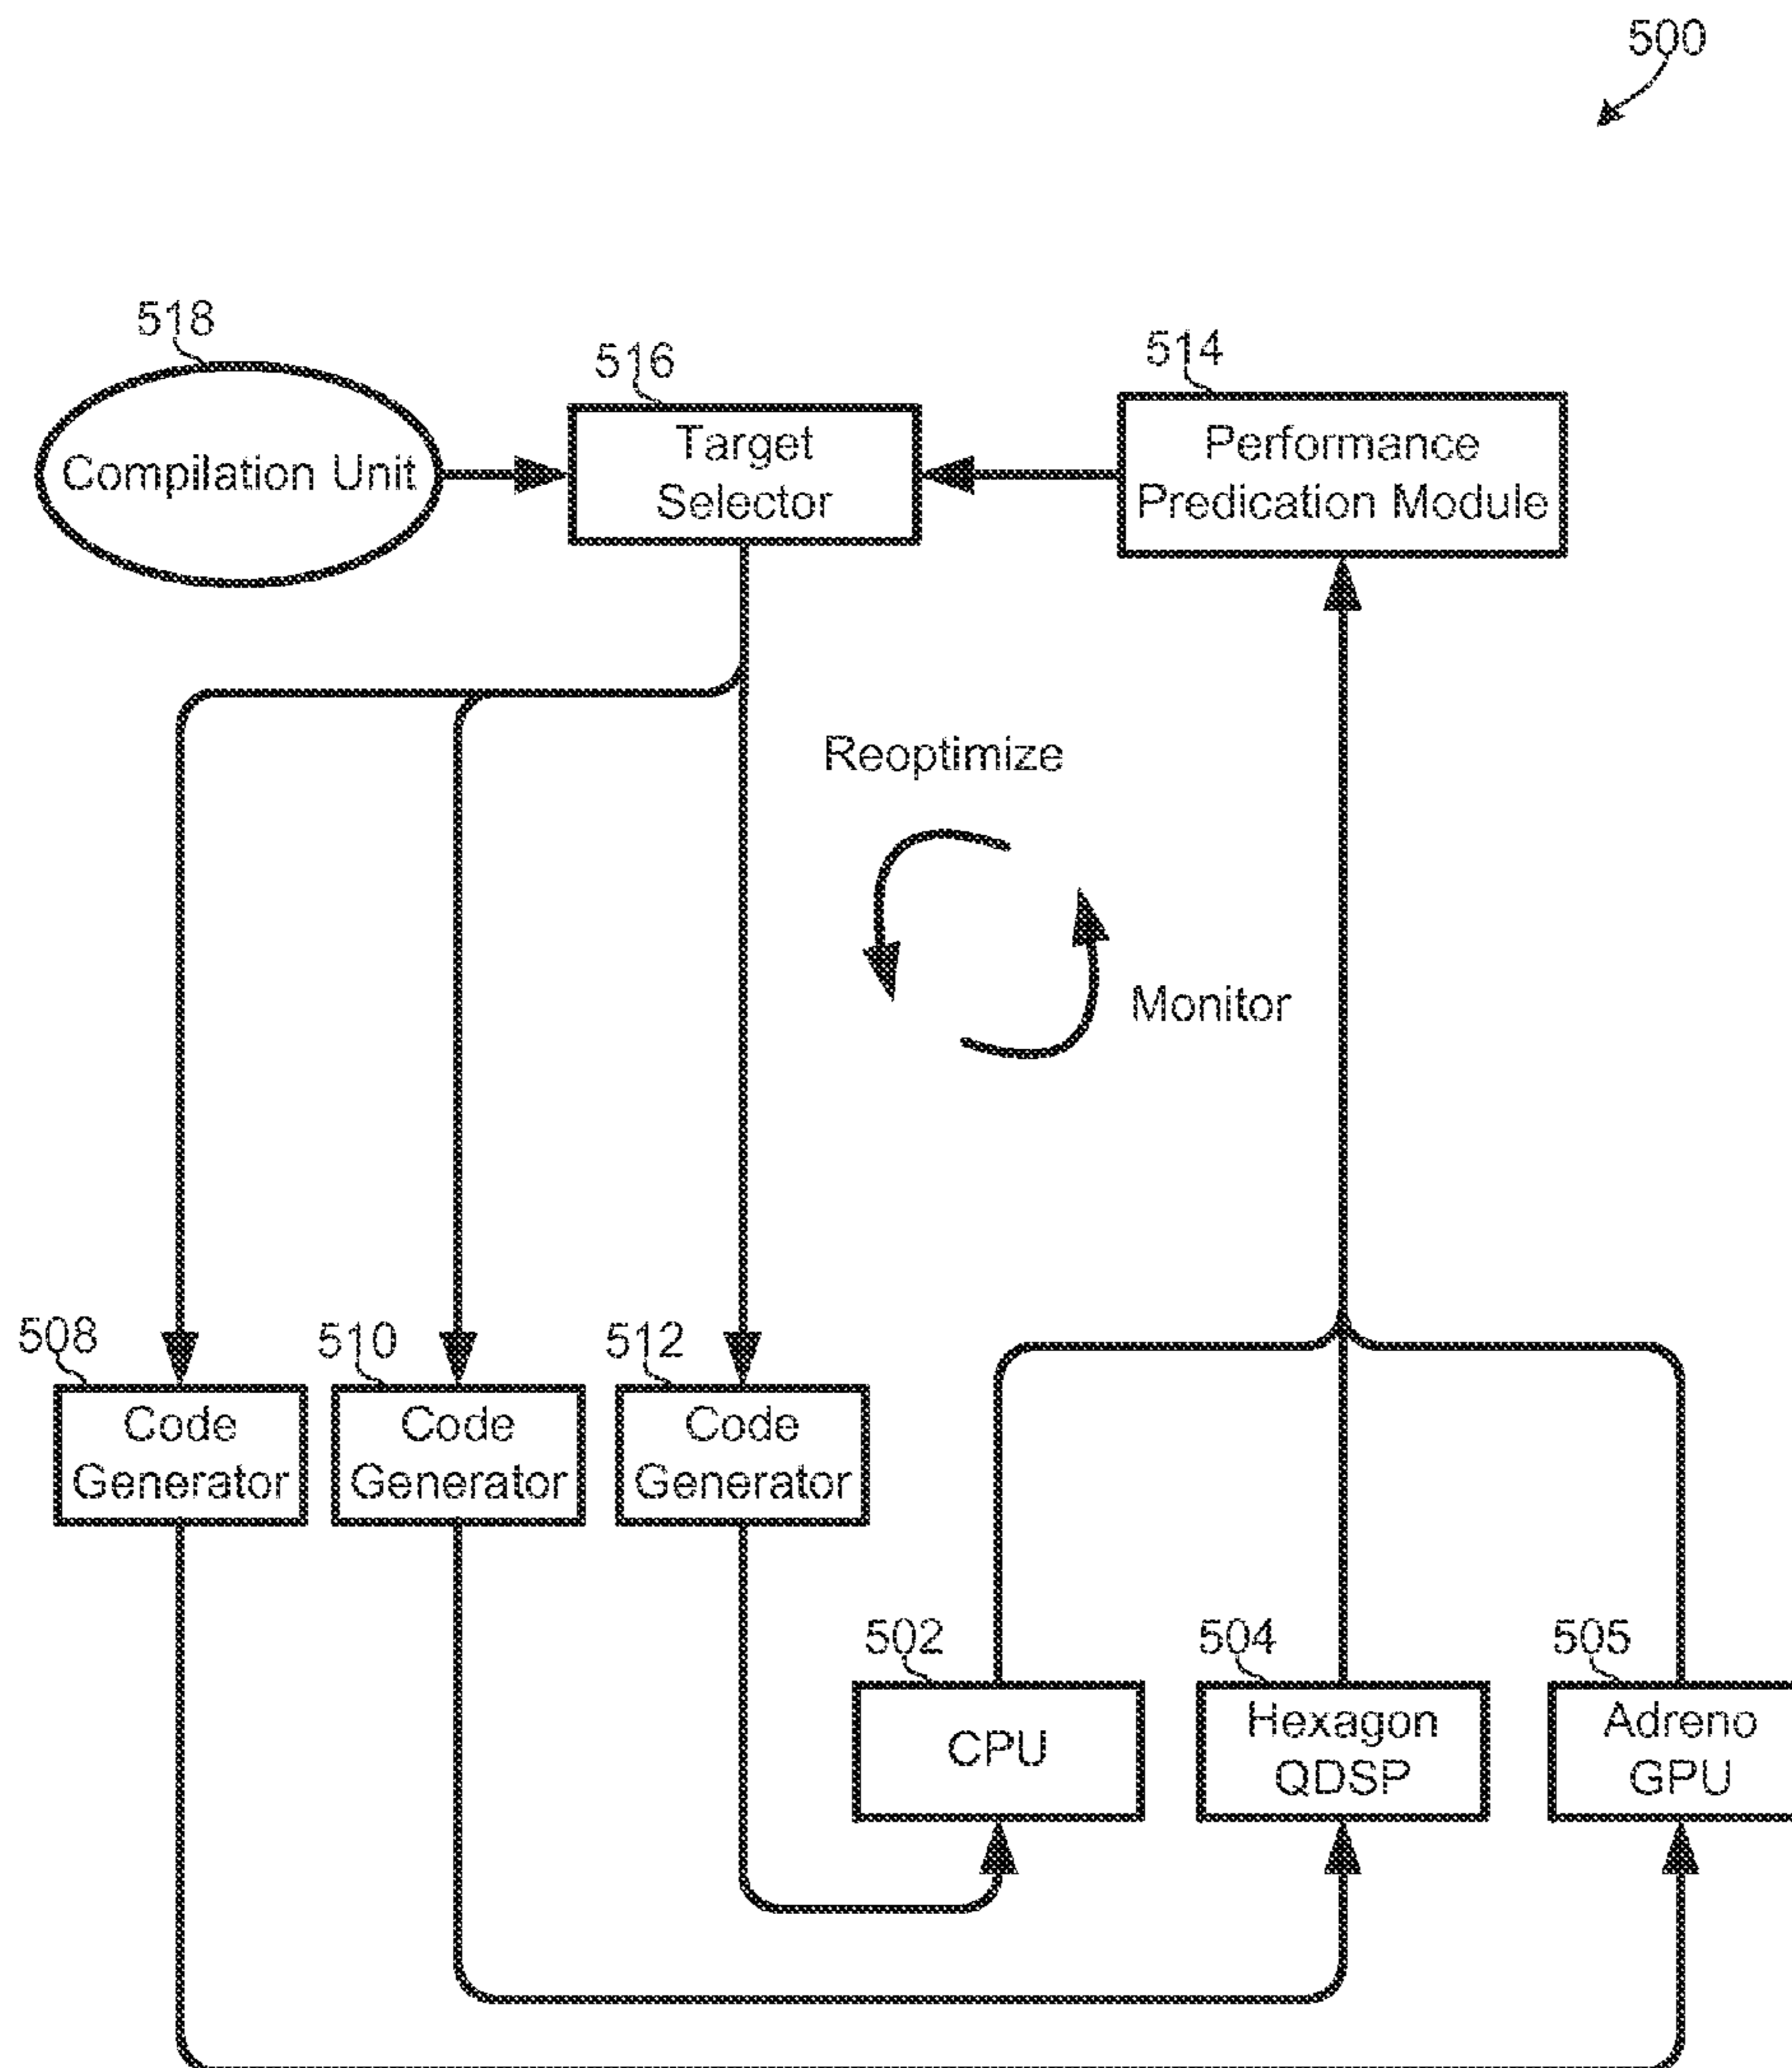 500
518
516
514
Compilation Unit
Target
Selector
Performance
Predication Module
Reoptimize
Monitor
508
510
512
Code
Generator
Code
Generator
Code
Generator
502
504
505
CPU
Hexagon
QDSP
Adreno
GPU